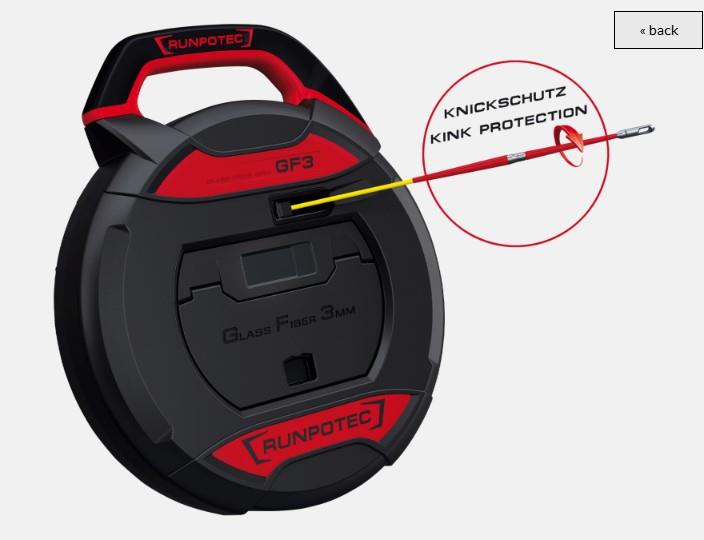 « back
RUNPOTEC
KNICKSCHUTZ
KINK PROTECTION
GF3
GLASS FIBER 3MM
RUNPOTEC